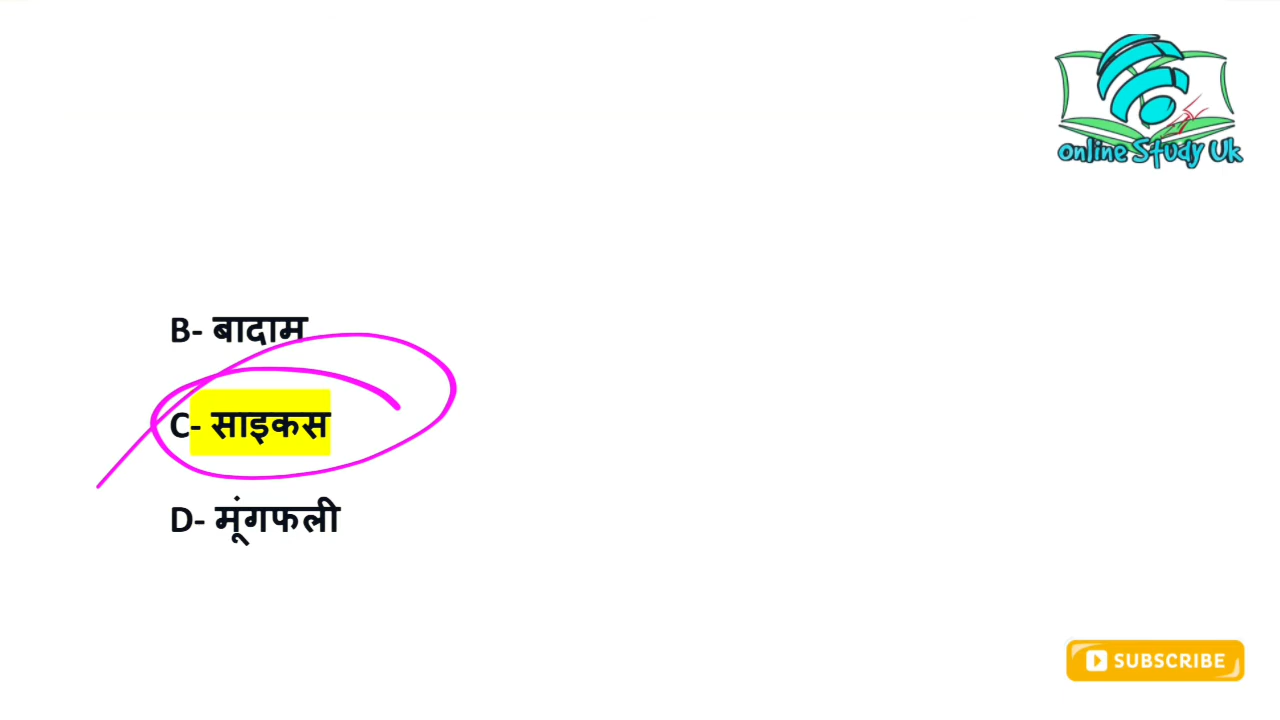 Online Study Uk
B- बादाम
C- साइकस
D- मूंगफली
SUBSCRIBE